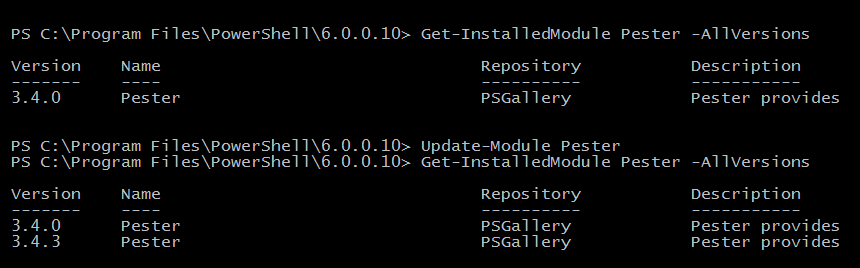 PS C:\Program Files\PowerShell\6.0.0.10> Get-InstalledModule Pester -AllVersions
Version Name Repository Description
------- ---- ---------- -----------
3.4.0 Pester PSGallery Pester provides
PS C:\Program Files\PowerShell\6.0.0.10> Update-Module Pester
PS C:\Program Files\PowerShell\6.0.0.10> Get-InstalledModule Pester -AllVersions
Version Name Repository Description
------- ---- ---------- -----------
3.4.0 Pester PSGallery Pester provides
3.4.3 Pester PSGallery Pester provides